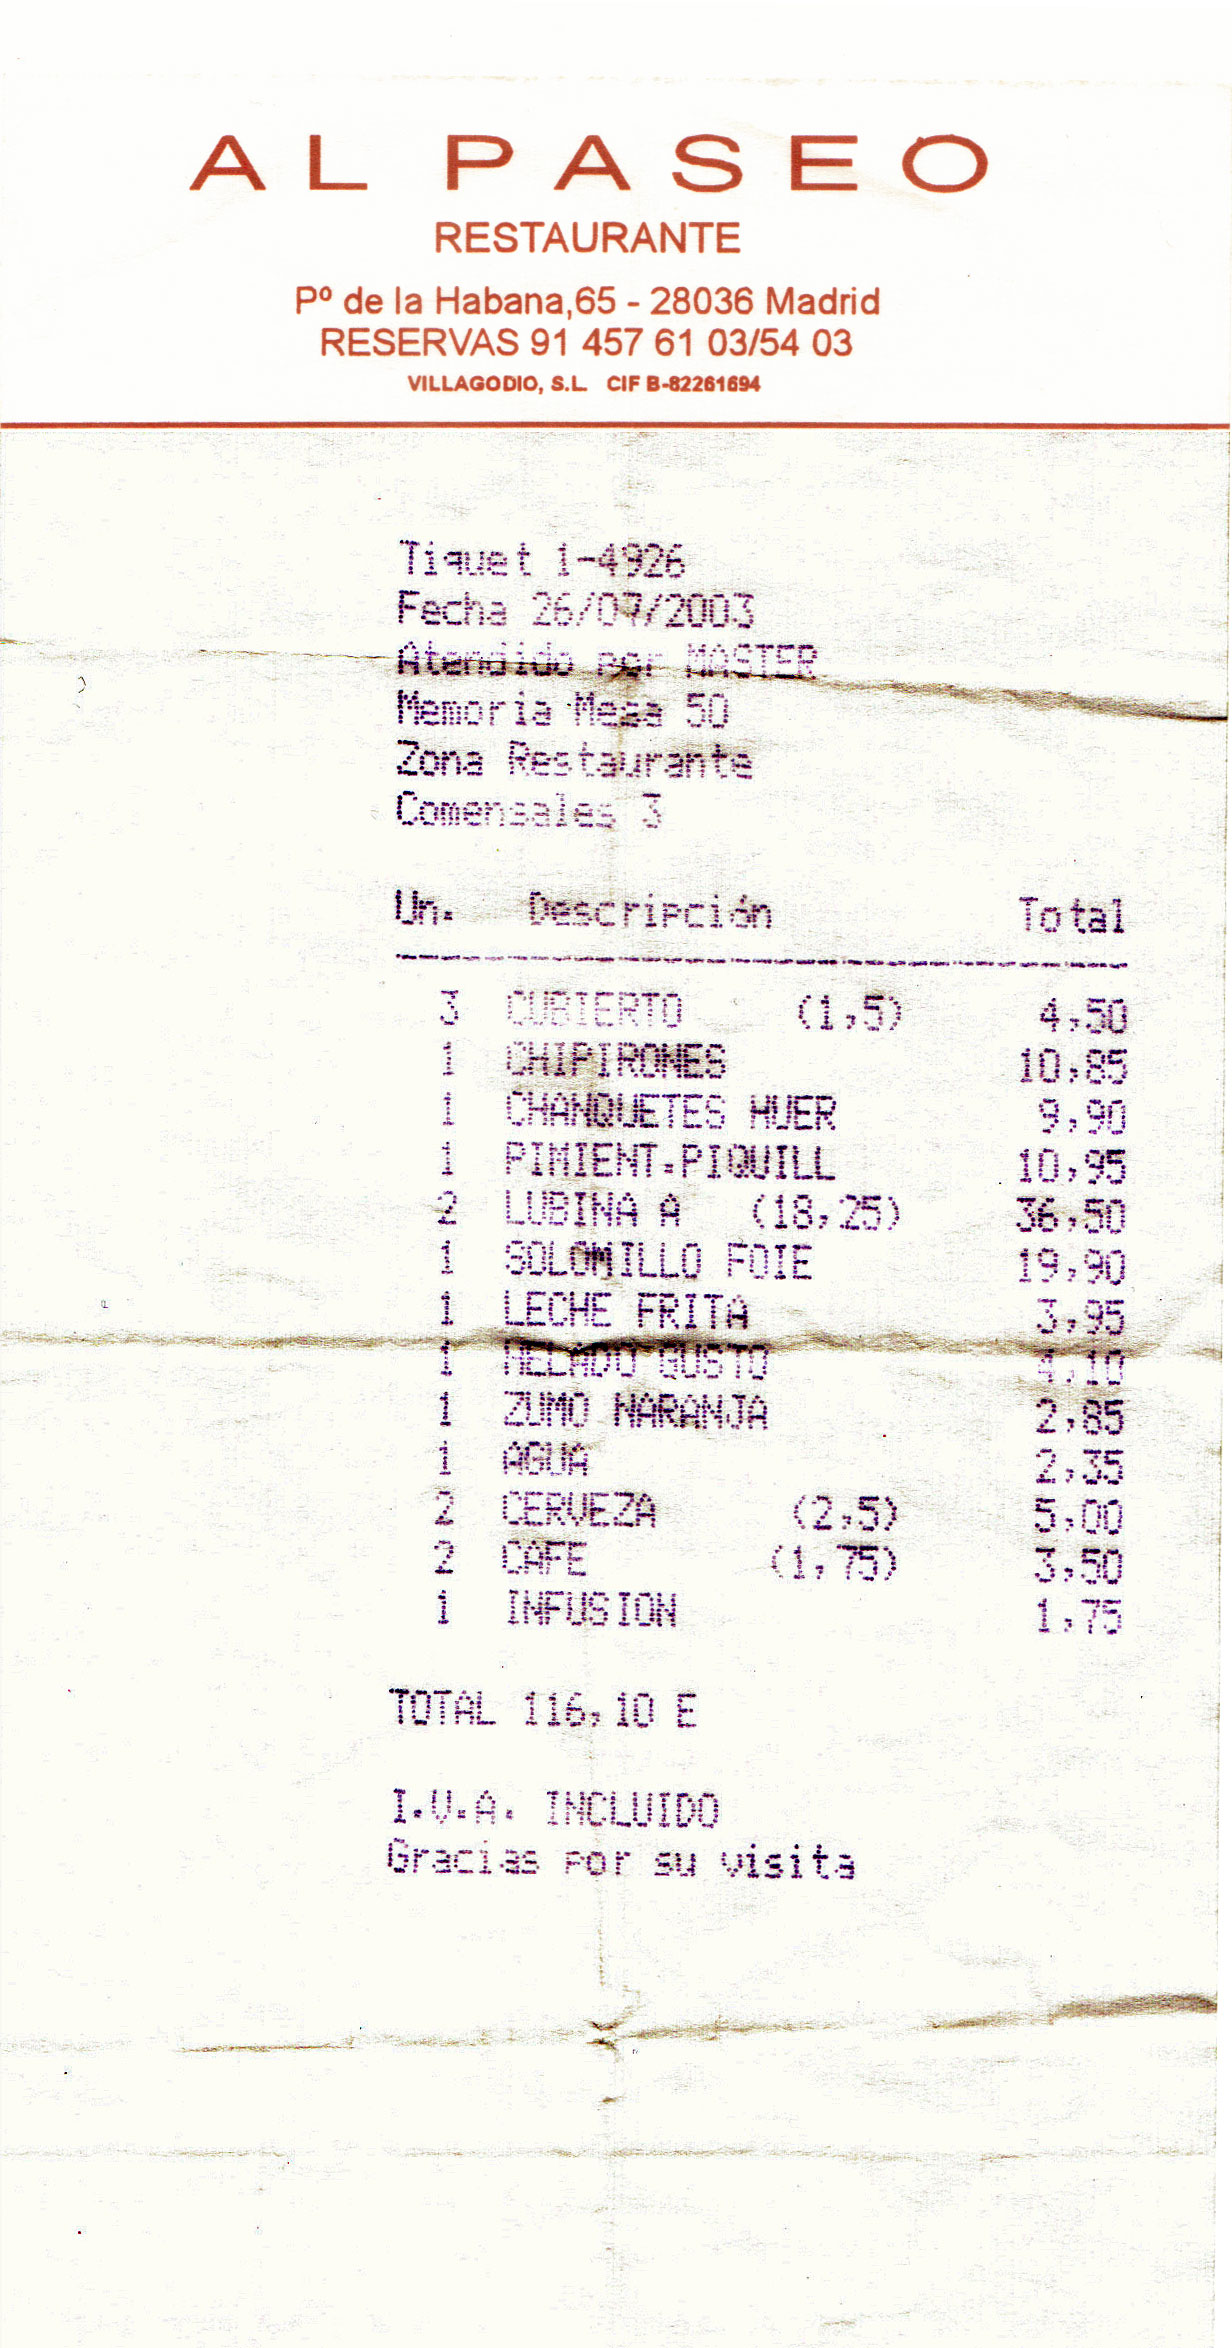 AL PASEO
RESTAURANTE
Pº de la Habana,65 - 28036 Madrid
RESERVAS 91 457 61 03/54 03
VILLAGODIO, S.L. CIF B-82261694
Tiquet 1-4926
Fecha 26/07/2003
Atendido por MASTER
Memoria Mesa 50
Zona Restaurante
Comensales 3
Un. Descripción Total
3 CUBIERTO (1,5) 4,50
1 CHIPIRONES 10,85
1 CHANQUETES HUER 9,90
1 PIMIENT.PIQUILL 10,95
2 LUBINA A (18,25) 36,50
1 SOLOMILLO FOIE 19,90
1 LECHE FRITA 3,95
1 HELADO GUSTO 4,10
1 ZUMO NARANJA 2,85
1 AGUA 2,35
2 CERVEZA (2,5) 5,00
2 CAFE (1,75) 3,50
1 INFUSION 1,75
TOTAL 116,10 E
I.V.A. INCLUIDO
Gracias por su visita